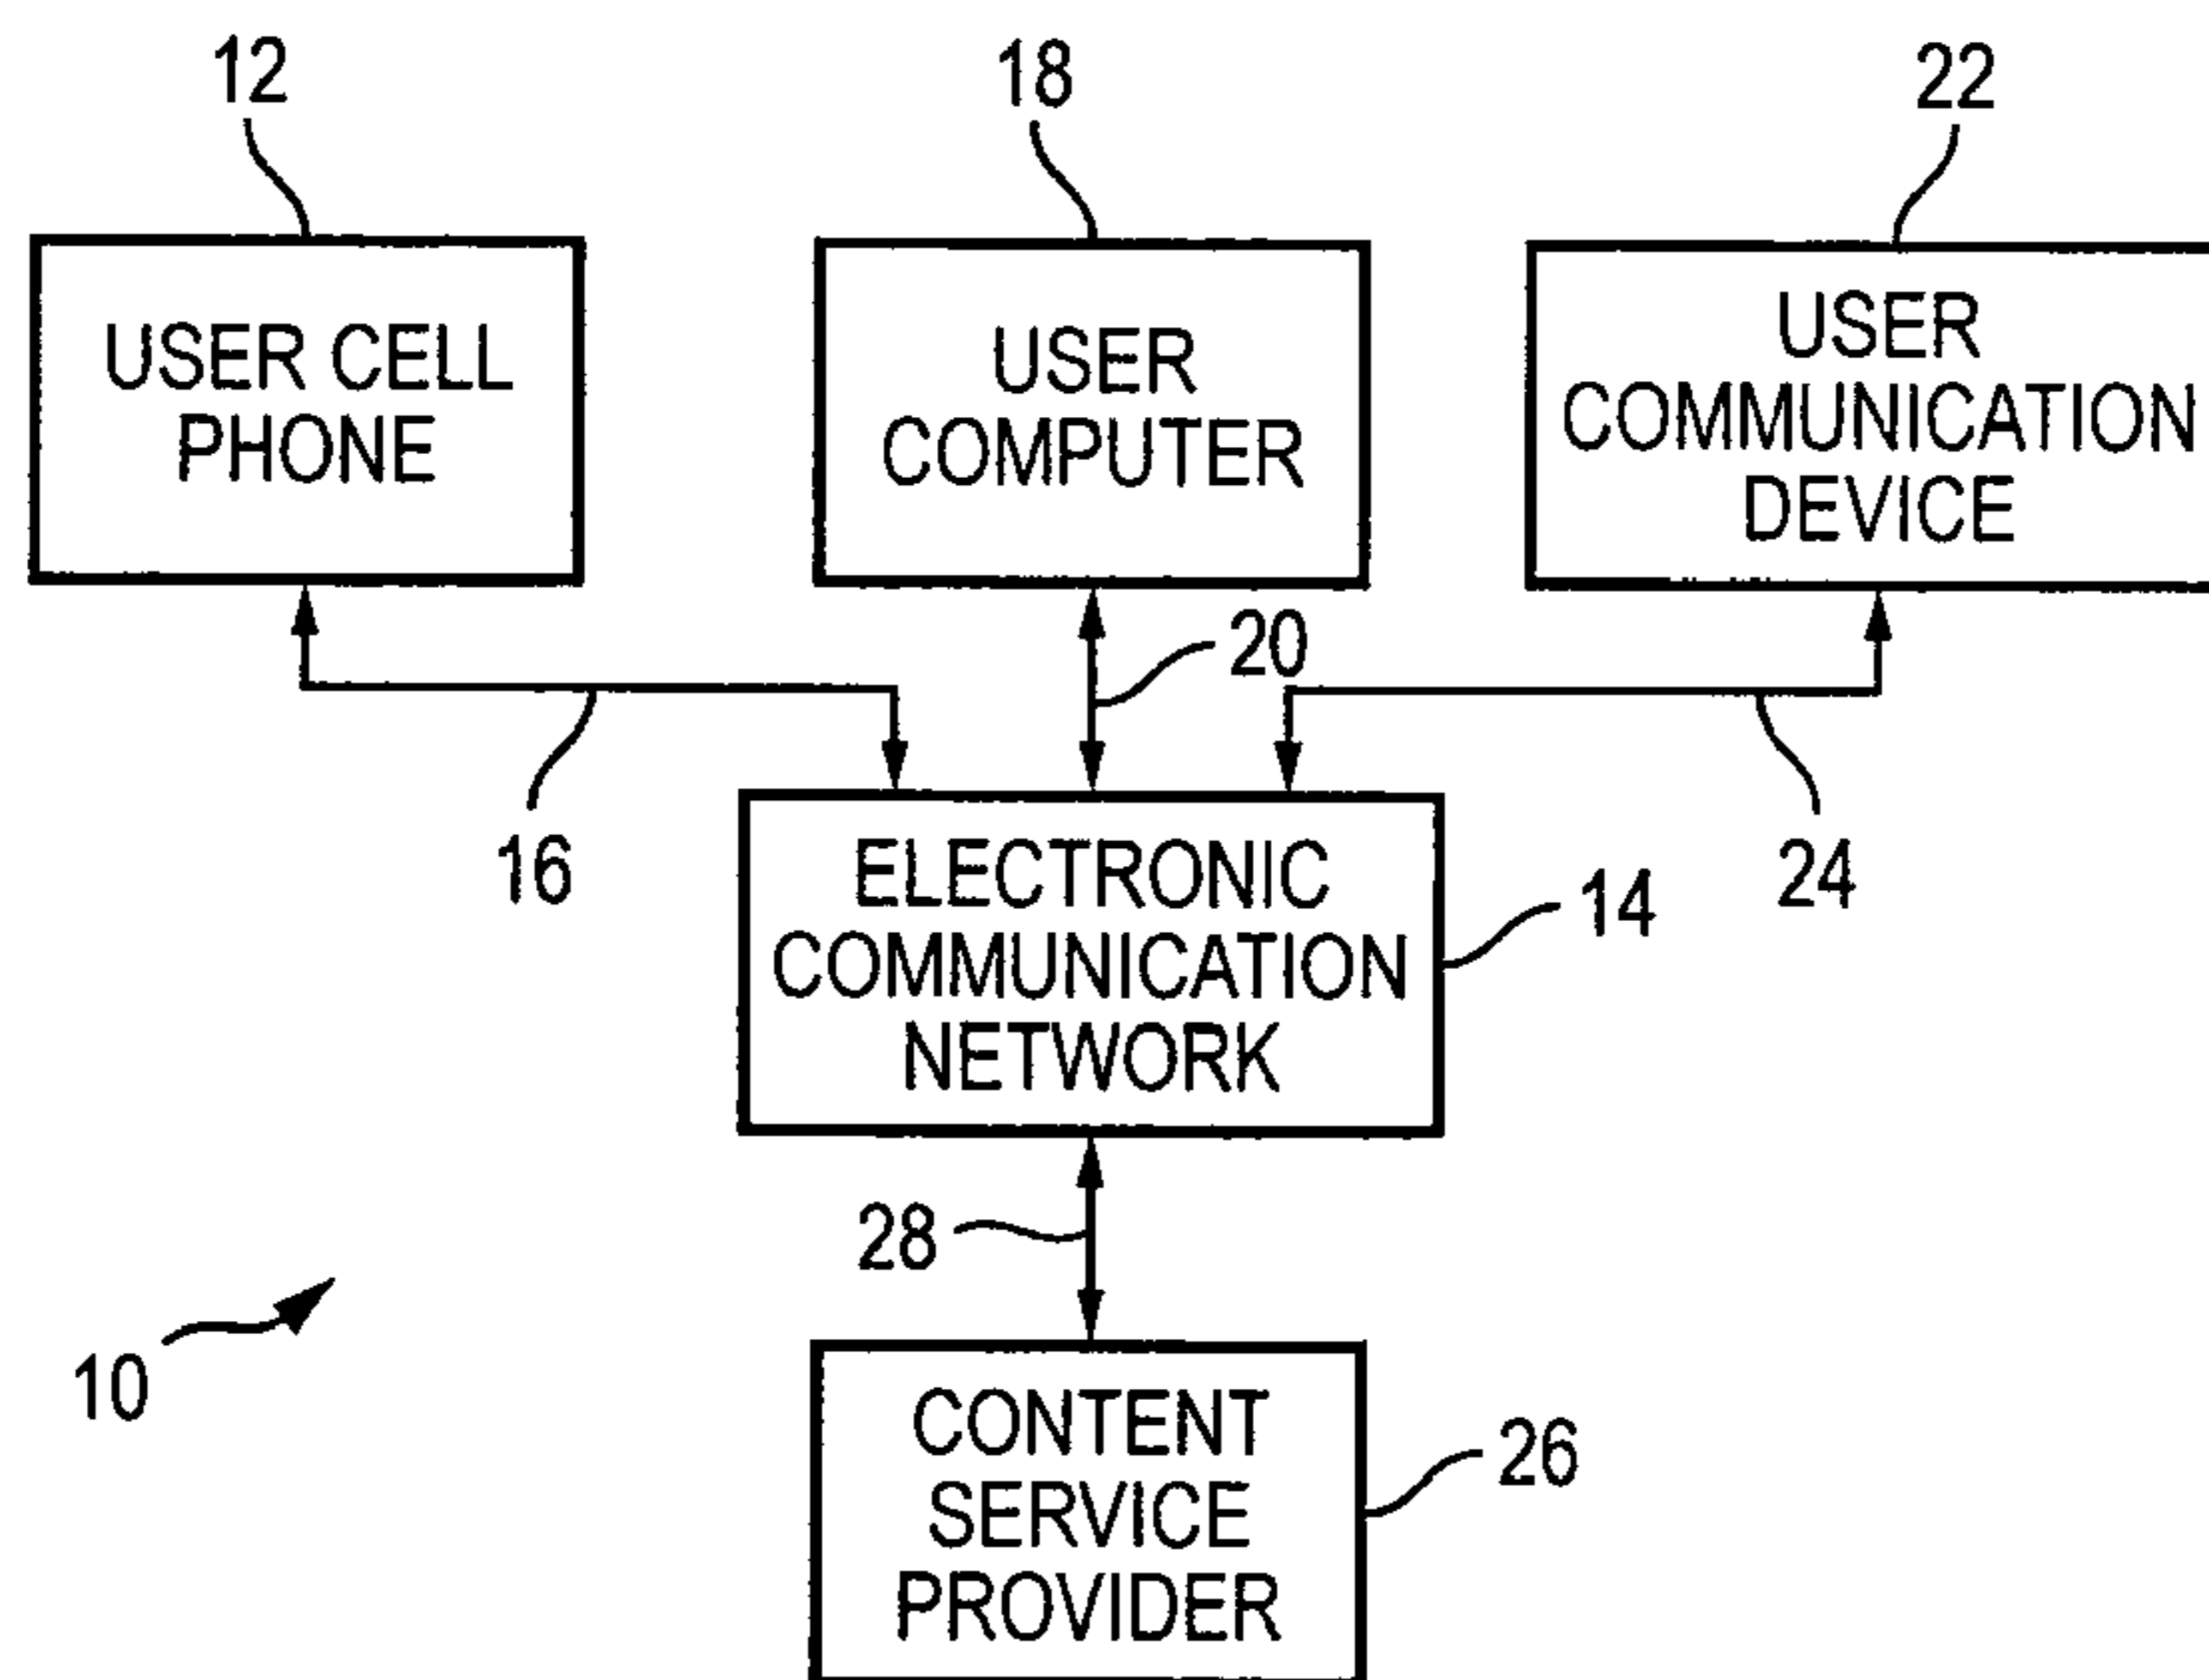 12
18
22
USER CELL
PHONE
USER
COMPUTER
USER
COMMUNICATION
DEVICE
20
16
24
ELECTRONIC
COMMUNICATION
NETWORK
14
28
10
CONTENT
SERVICE
PROVIDER
26